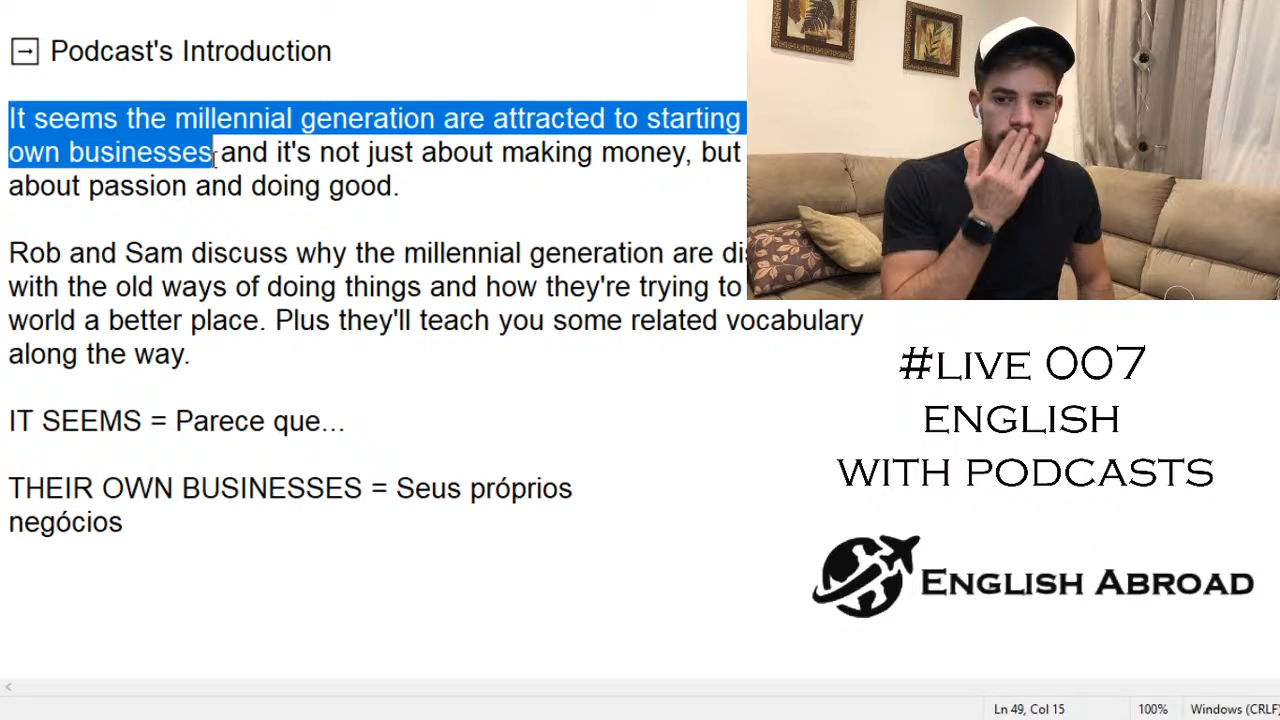 → Podcast's Introduction
It seems the millennial generation are attracted to starting
own businesses and it's not just about making money, but
about passion and doing good.
Rob and Sam discuss why the millennial generation are
with the old ways of doing things and how they're trying to
world a better place. Plus they'll teach you some related vocabulary
along the way.
IT SEEMS = Parece que...
THEIR OWN BUSINESSES = Seus próprios
negócios
#LIVE 007
ENGLISH
WITH PODCASTS
ENGLISH ABROAD
Ln 49, Col 15
100%
Windows (CRLF)